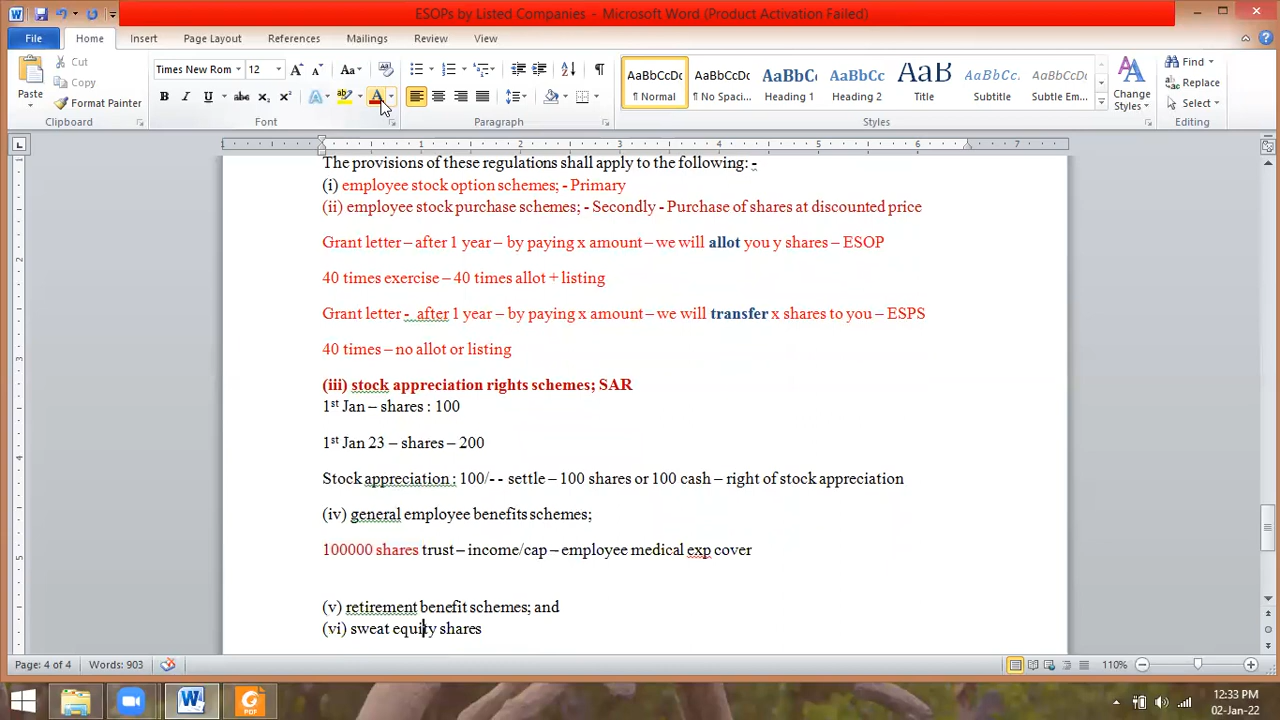 ESOPs by Listed Companies - Microsoft Word (Product Activation Failed)
File Home Insert Page Layout References Mailings Review View
Paste Cut Copy Format Painter Clipboard
Times New Rom 12 Font
Paragraph
AaBbCcDc ¶ Normal AaBbCcDc ¶ No Spaci... AaBbC Heading 1 AaBbCc Heading 2 AaB Title AaBbCc. Subtitle AaBbCcDc Subtle Em... Change Styles Styles
Find Replace Select Editing
1 2 3 4 5 6 7
The provisions of these regulations shall apply to the following: -
(i) employee stock option schemes; - Primary
(ii) employee stock purchase schemes; - Secondly - Purchase of shares at discounted price
Grant letter – after 1 year – by paying x amount – we will allot you y shares – ESOP
40 times exercise – 40 times allot + listing
Grant letter - after 1 year – by paying x amount – we will transfer x shares to you – ESPS
40 times – no allot or listing
(iii) stock appreciation rights schemes; SAR
1st Jan – shares : 100
1st Jan 23 – shares – 200
Stock appreciation : 100/- - settle – 100 shares or 100 cash – right of stock appreciation
(iv) general employee benefits schemes;
100000 shares trust – income/cap – employee medical exp cover
(v) retirement benefit schemes; and
(vi) sweat equity shares
Page: 4 of 4 Words: 903 110%
12:33 PM
02-Jan-22